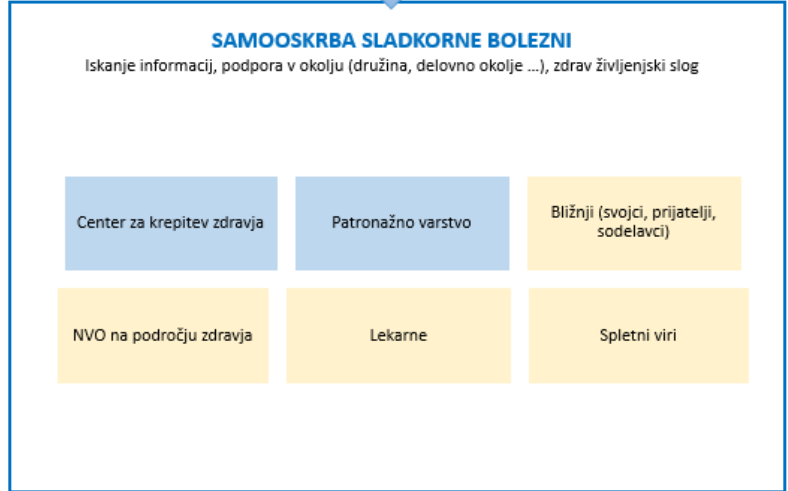 SAMOOSKRBA SLADKORNE BOLEZNI
Iskanje informacij, podpora v okolju (družina, delovno okolje ...), zdrav življenjski slog
Center za krepitev zdravja
Patronažno varstvo
Bližnji (svojci, prijatelji,
sodelavci)
NVO na področju zdravja
Lekarne
Spletni viri